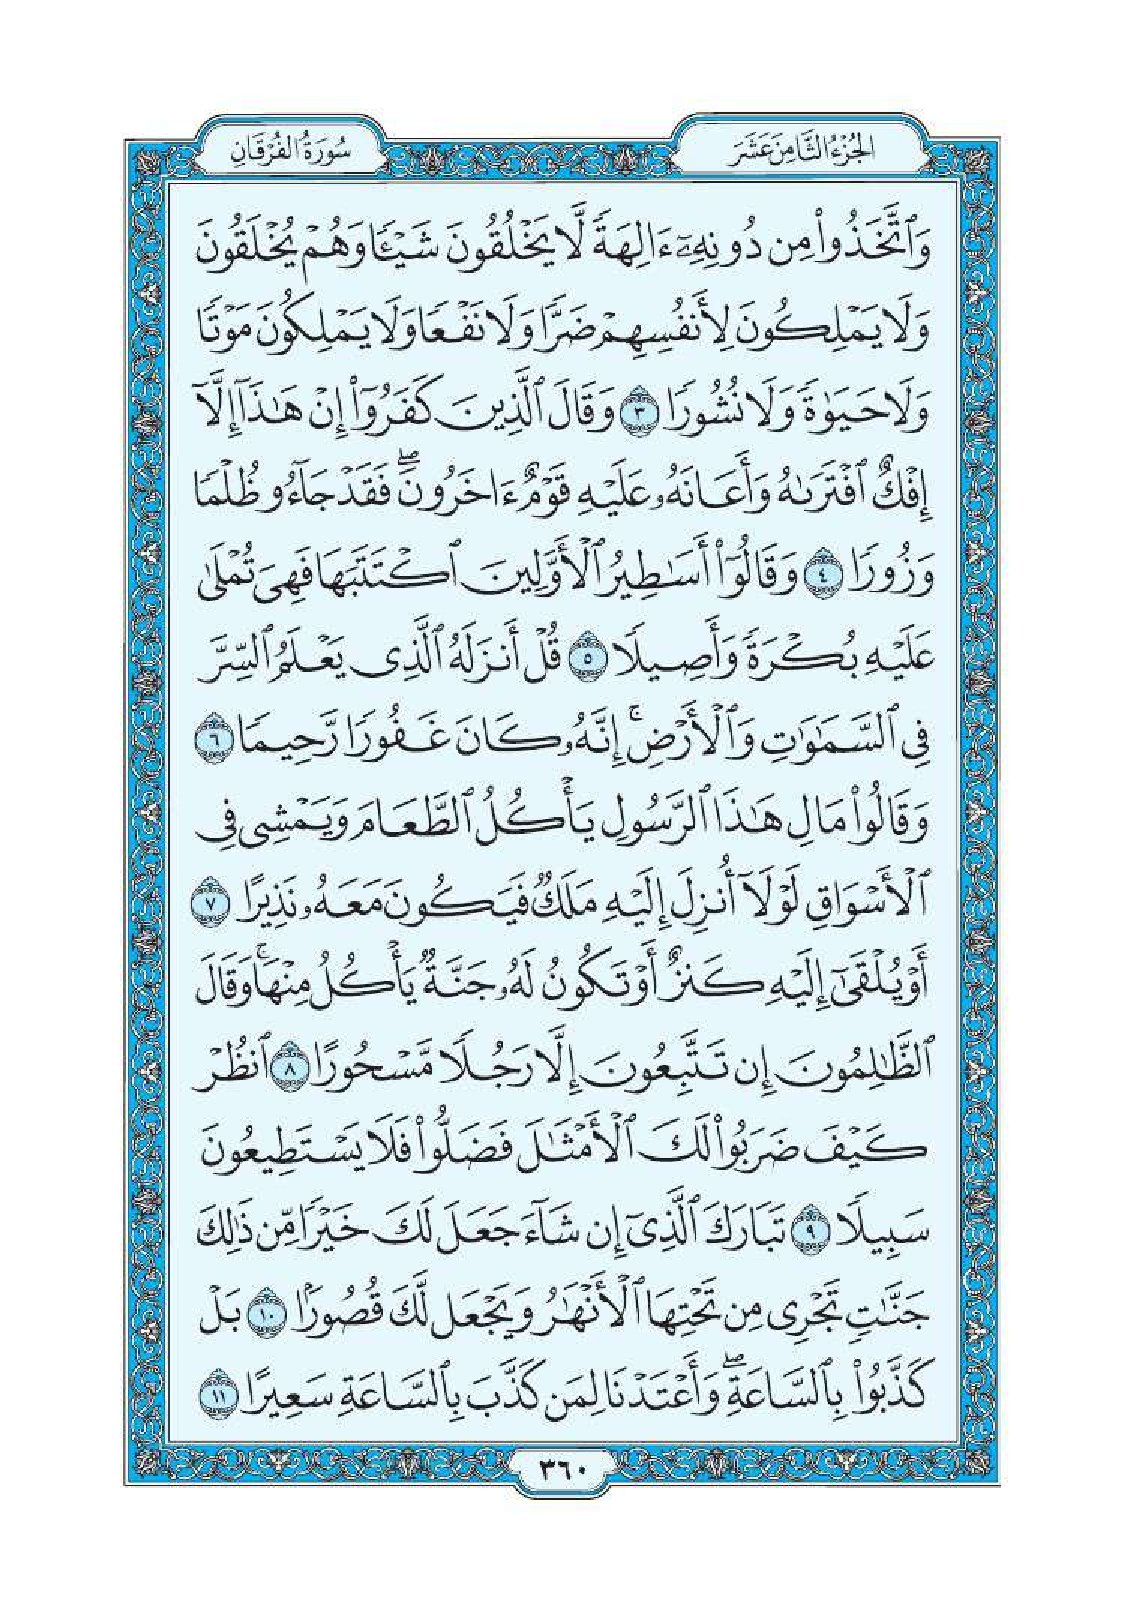 الجُزْءُ الثَّامِنَ عَشَرَ
سُورَةُ الفُرْقَانِ
وَٱتَّخَذُوا۟ مِن دُونِهِۦٓ ءَالِهَةً لَّا يَخْلُقُونَ شَيْـًٔا وَهُمْ يُخْلَقُونَ
وَلَا يَمْلِكُونَ لِأَنفُسِهِمْ ضَرًّا وَلَا نَفْعًا وَلَا يَمْلِكُونَ مَوْتًا
وَلَا حَيَوٰةً وَلَا نُشُورًا ٣ وَقَالَ ٱلَّذِينَ كَفَرُوٓا۟ إِنْ هَٰذَآ إِلَّآ
إِفْكٌ ٱفْتَرَىٰهُ وَأَعَانَهُۥ عَلَيْهِ قَوْمٌ ءَاخَرُونَ ۖ فَقَدْ جَآءُو ظُلْمًا
وَزُورًا ٤ وَقَالُوٓا۟ أَسَٰطِيرُ ٱلْأَوَّلِينَ ٱكْتَتَبَهَا فَهِىَ تُمْلَىٰ
عَلَيْهِ بُكْرَةً وَأَصِيلًا ٥ قُلْ أَنزَلَهُ ٱلَّذِى يَعْلَمُ ٱلسِّرَّ
فِى ٱلسَّمَٰوَٰتِ وَٱلْأَرْضِ ۚ إِنَّهُۥ كَانَ غَفُورًا رَّحِيمًا ٦
وَقَالُوا۟ مَالِ هَٰذَا ٱلرَّسُولِ يَأْكُلُ ٱلطَّعَامَ وَيَمْشِى فِى
ٱلْأَسْوَاقِ لَوْلَآ أُنزِلَ إِلَيْهِ مَلَكٌ فَيَكُونَ مَعَهُۥ نَذِيرًا ٧
أَوْ يُلْقَىٰٓ إِلَيْهِ كَنزٌ أَوْ تَكُونُ لَهُۥ جَنَّةٌ يَأْكُلُ مِنْهَا ۚ وَقَالَ
ٱلظَّٰلِمُونَ إِن تَتَّبِعُونَ إِلَّا رَجُلًا مَّسْحُورًا ٨ ٱنظُرْ
كَيْفَ ضَرَبُوا۟ لَكَ ٱلْأَمْثَٰلَ فَضَلُّوا۟ فَلَا يَسْتَطِيعُونَ
سَبِيلًا ٩ تَبَارَكَ ٱلَّذِىٓ إِن شَآءَ جَعَلَ لَكَ خَيْرًا مِّن ذَٰلِكَ
جَنَّٰتٍ تَجْرِى مِن تَحْتِهَا ٱلْأَنْهَٰرُ وَيَجْعَل لَّكَ قُصُورًۢا ١٠ بَلْ
كَذَّبُوا۟ بِٱلسَّاعَةِ ۖ وَأَعْتَدْنَا لِمَن كَذَّبَ بِٱلسَّاعَةِ سَعِيرًا ١١
٣٦٠